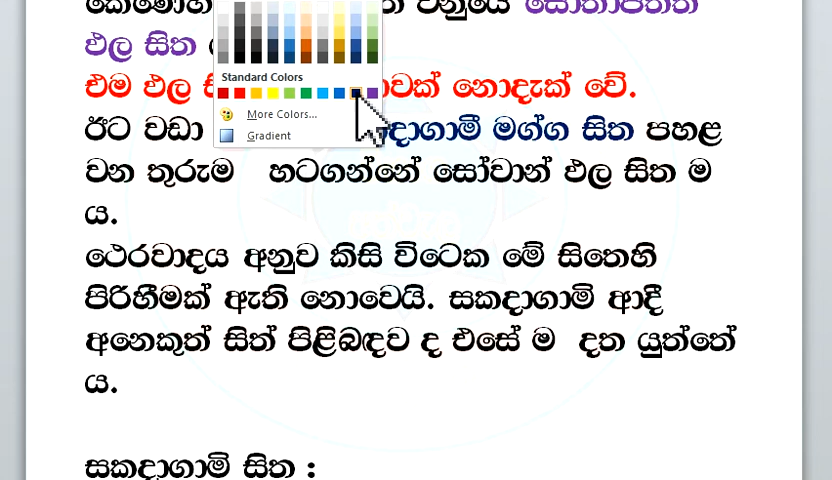 සෝතාපත්ති
ඵල සිත
Standard Colors
එම ඵල නොදැක් වේ.
More Colors...
ඊට වඩා මග්ග සිත පහළ
Gradient
වන තුරුම හටගන්නේ සෝවාන් ඵල සිත ම
ය.
ථෙරවාදය අනුව කිසි විටෙක මේ සිතෙහි
පිරිහීමක් ඇති නොවෙයි. සකදාගාමි ආදී
අනෙකුත් සිත් පිළිබඳව ද එසේ ම දත යුත්තේ
ය.
සකදාගාමි සිත :